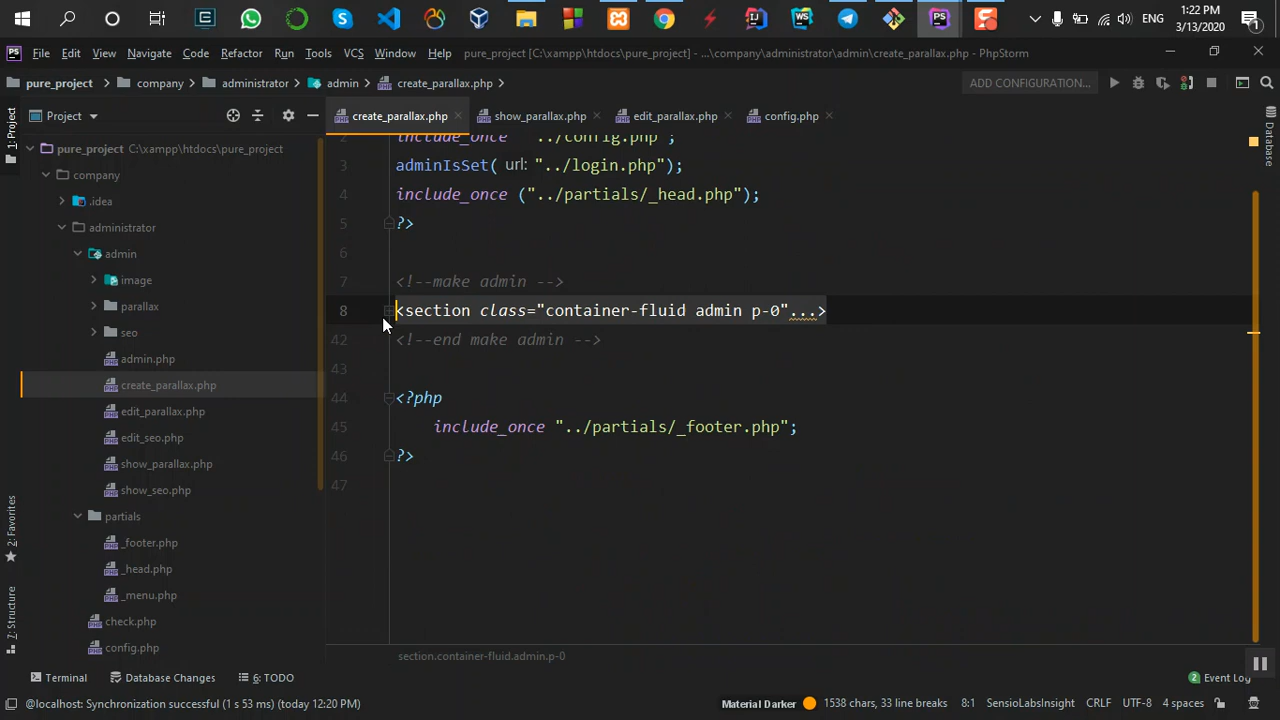 1:22 PM
ENG
3/13/2020
File Edit View Navigate Code Refactor Run Tools VCS Window Help pure_project [C:\xampp\htdocs\pure_project] - ...\company\administrator\admin\create_parallax.php - PhpStorm
pure_project company administrator admin create_parallax.php ADD CONFIGURATION...
Project create_parallax.php show_parallax.php edit_parallax.php config.php
1: Project
Database
pure_project C:\xampp\htdocs\pure_project
company
.idea
administrator
admin
image
parallax
seo
admin.php
create_parallax.php
edit_parallax.php
edit_seo.php
show_parallax.php
show_seo.php
partials
_footer.php
_head.php
_menu.php
check.php
config.php
2: Favorites
7: Structure
2 include_once "../config.php";
3 adminIsSet( url: "../login.php");
4 include_once ("../partials/_head.php");
5 ?>
6
7 <!--make admin -->
8 <section class="container-fluid admin p-0"...>
42 <!--end make admin -->
43
44 <?php
45 include_once "../partials/_footer.php";
46 ?>
47
section.container-fluid.admin.p-0
Terminal Database Changes 6: TODO 2 Event Log
@localhost: Synchronization successful (1 s 53 ms) (today 12:20 PM) Material Darker 1538 chars, 33 line breaks 8:1 SensioLabsInsight CRLF UTF-8 4 spaces